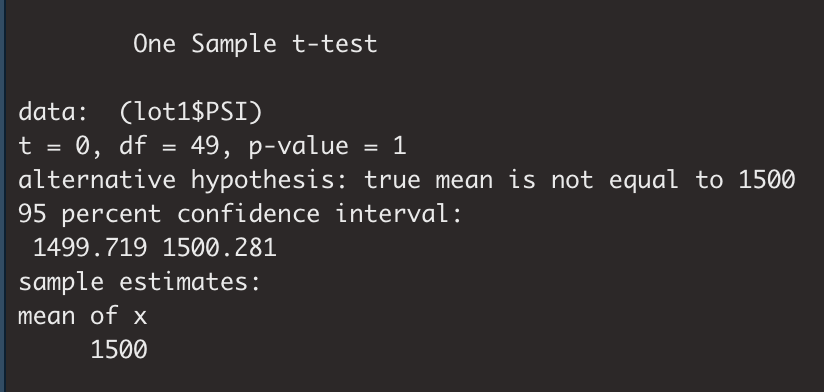 One Sample t-test
data:  (lot1$PSI)
t = 0, df = 49, p-value = 1
alternative hypothesis: true mean is not equal to 1500
95 percent confidence interval:
1499.719 1500.281
sample estimates:
mean of x
1500